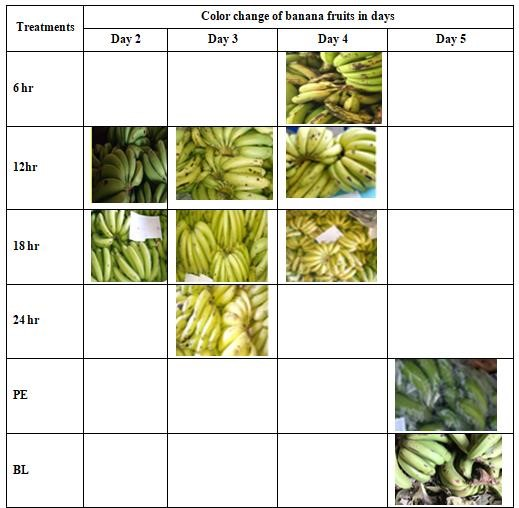 Treatments
Color change of banana fruits in days
Day 2 Day 3 Day 4 Day 5
6 hr
12hr
18 hr
24 hr
PE
BL